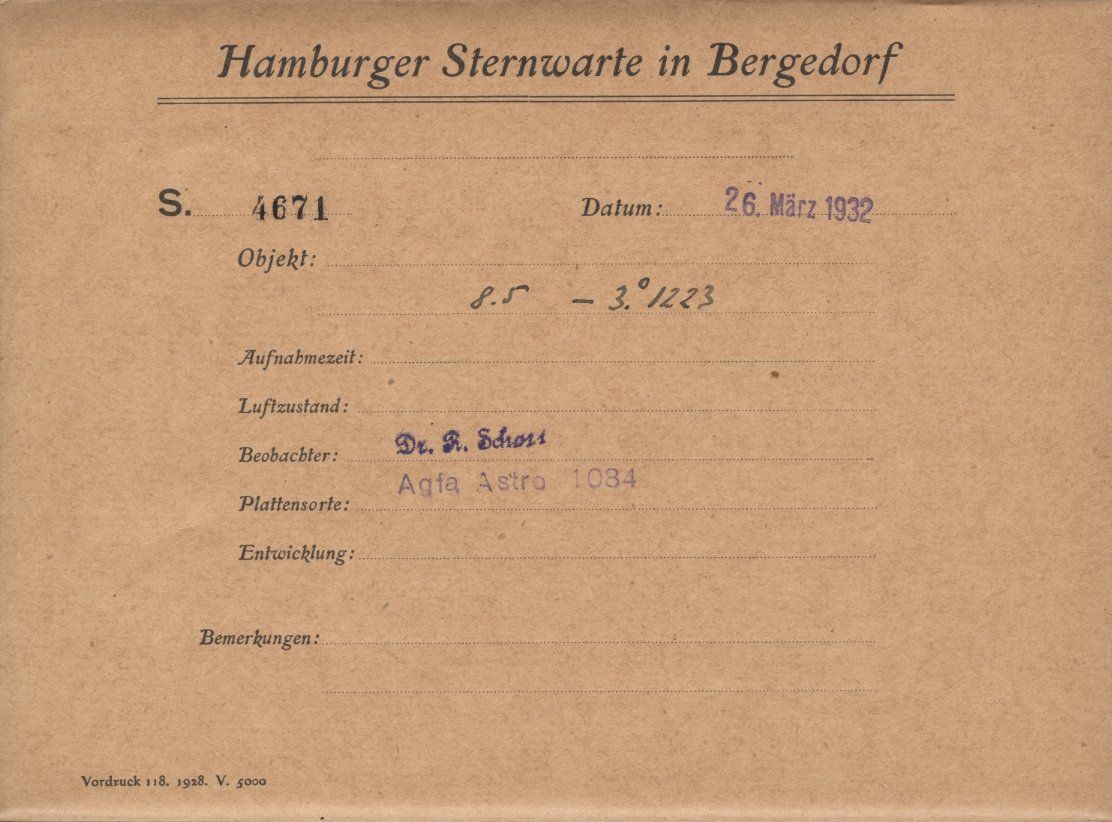 Hamburger Sternwarte in Bergedorf
S. 4671 Datum: 26. März 1932
Objekt:
8.5 – 3.° 1223
Aufnahmezeit:
Luftzustand:
Beobachter: Dr. R. Schorr
Agfa Astro 1084
Plattensorte:
Entwicklung:
Bemerkungen:
Vordruck 118. 1928. V. 5000